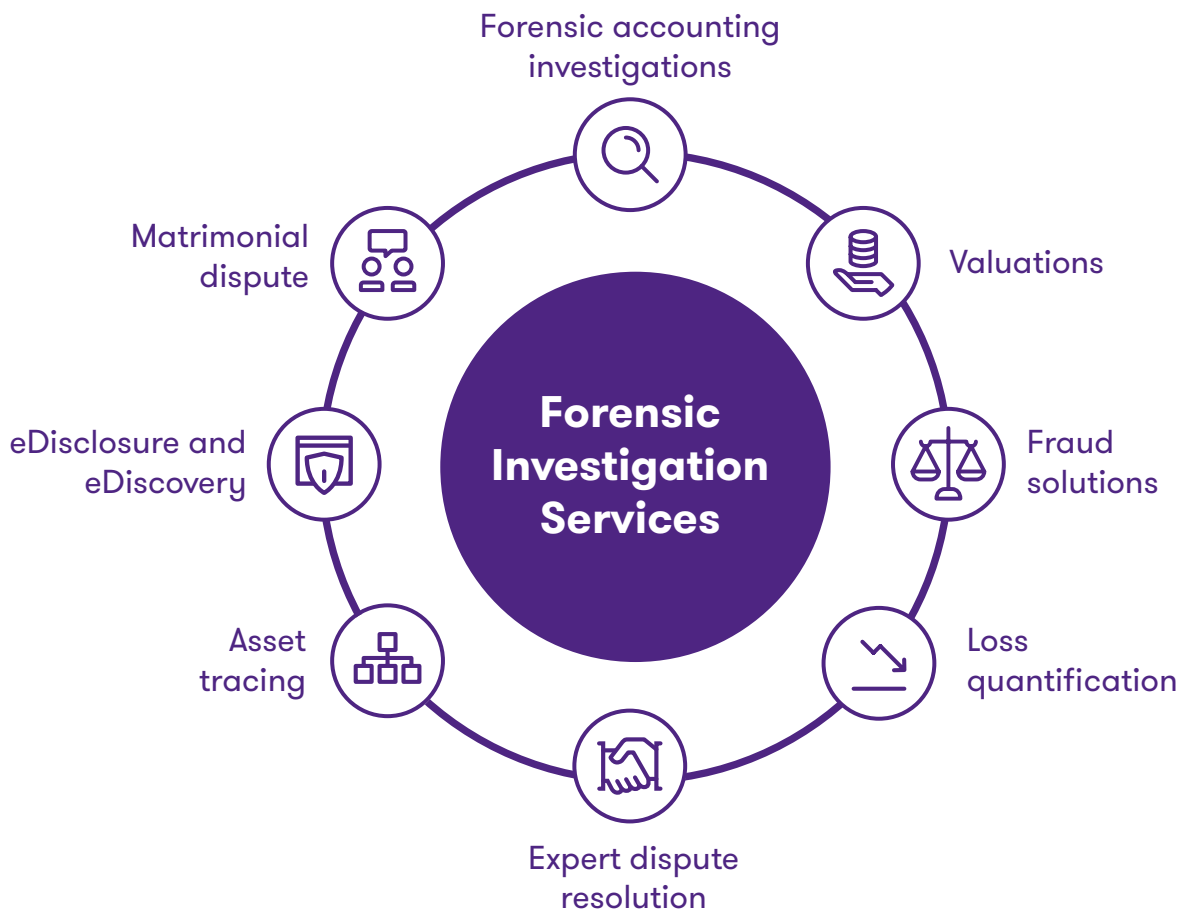 Forensic accounting
investigations
Matrimonial
dispute
Valuations
Forensic
Investigation
Services
eDisclosure and
eDiscovery
Fraud
solutions
Asset
tracing
Loss
quantification
Expert dispute
resolution